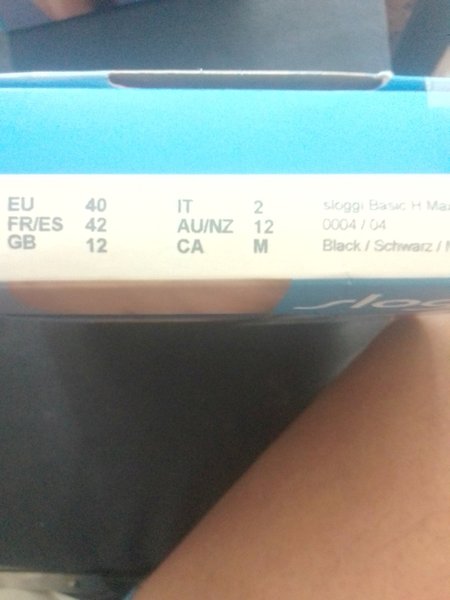 EU 40 IT 2 sloggi Basic H
FR/ES 42 AU/NZ 12 0004 / 04
GB 12 CA M Black / Schwarz /